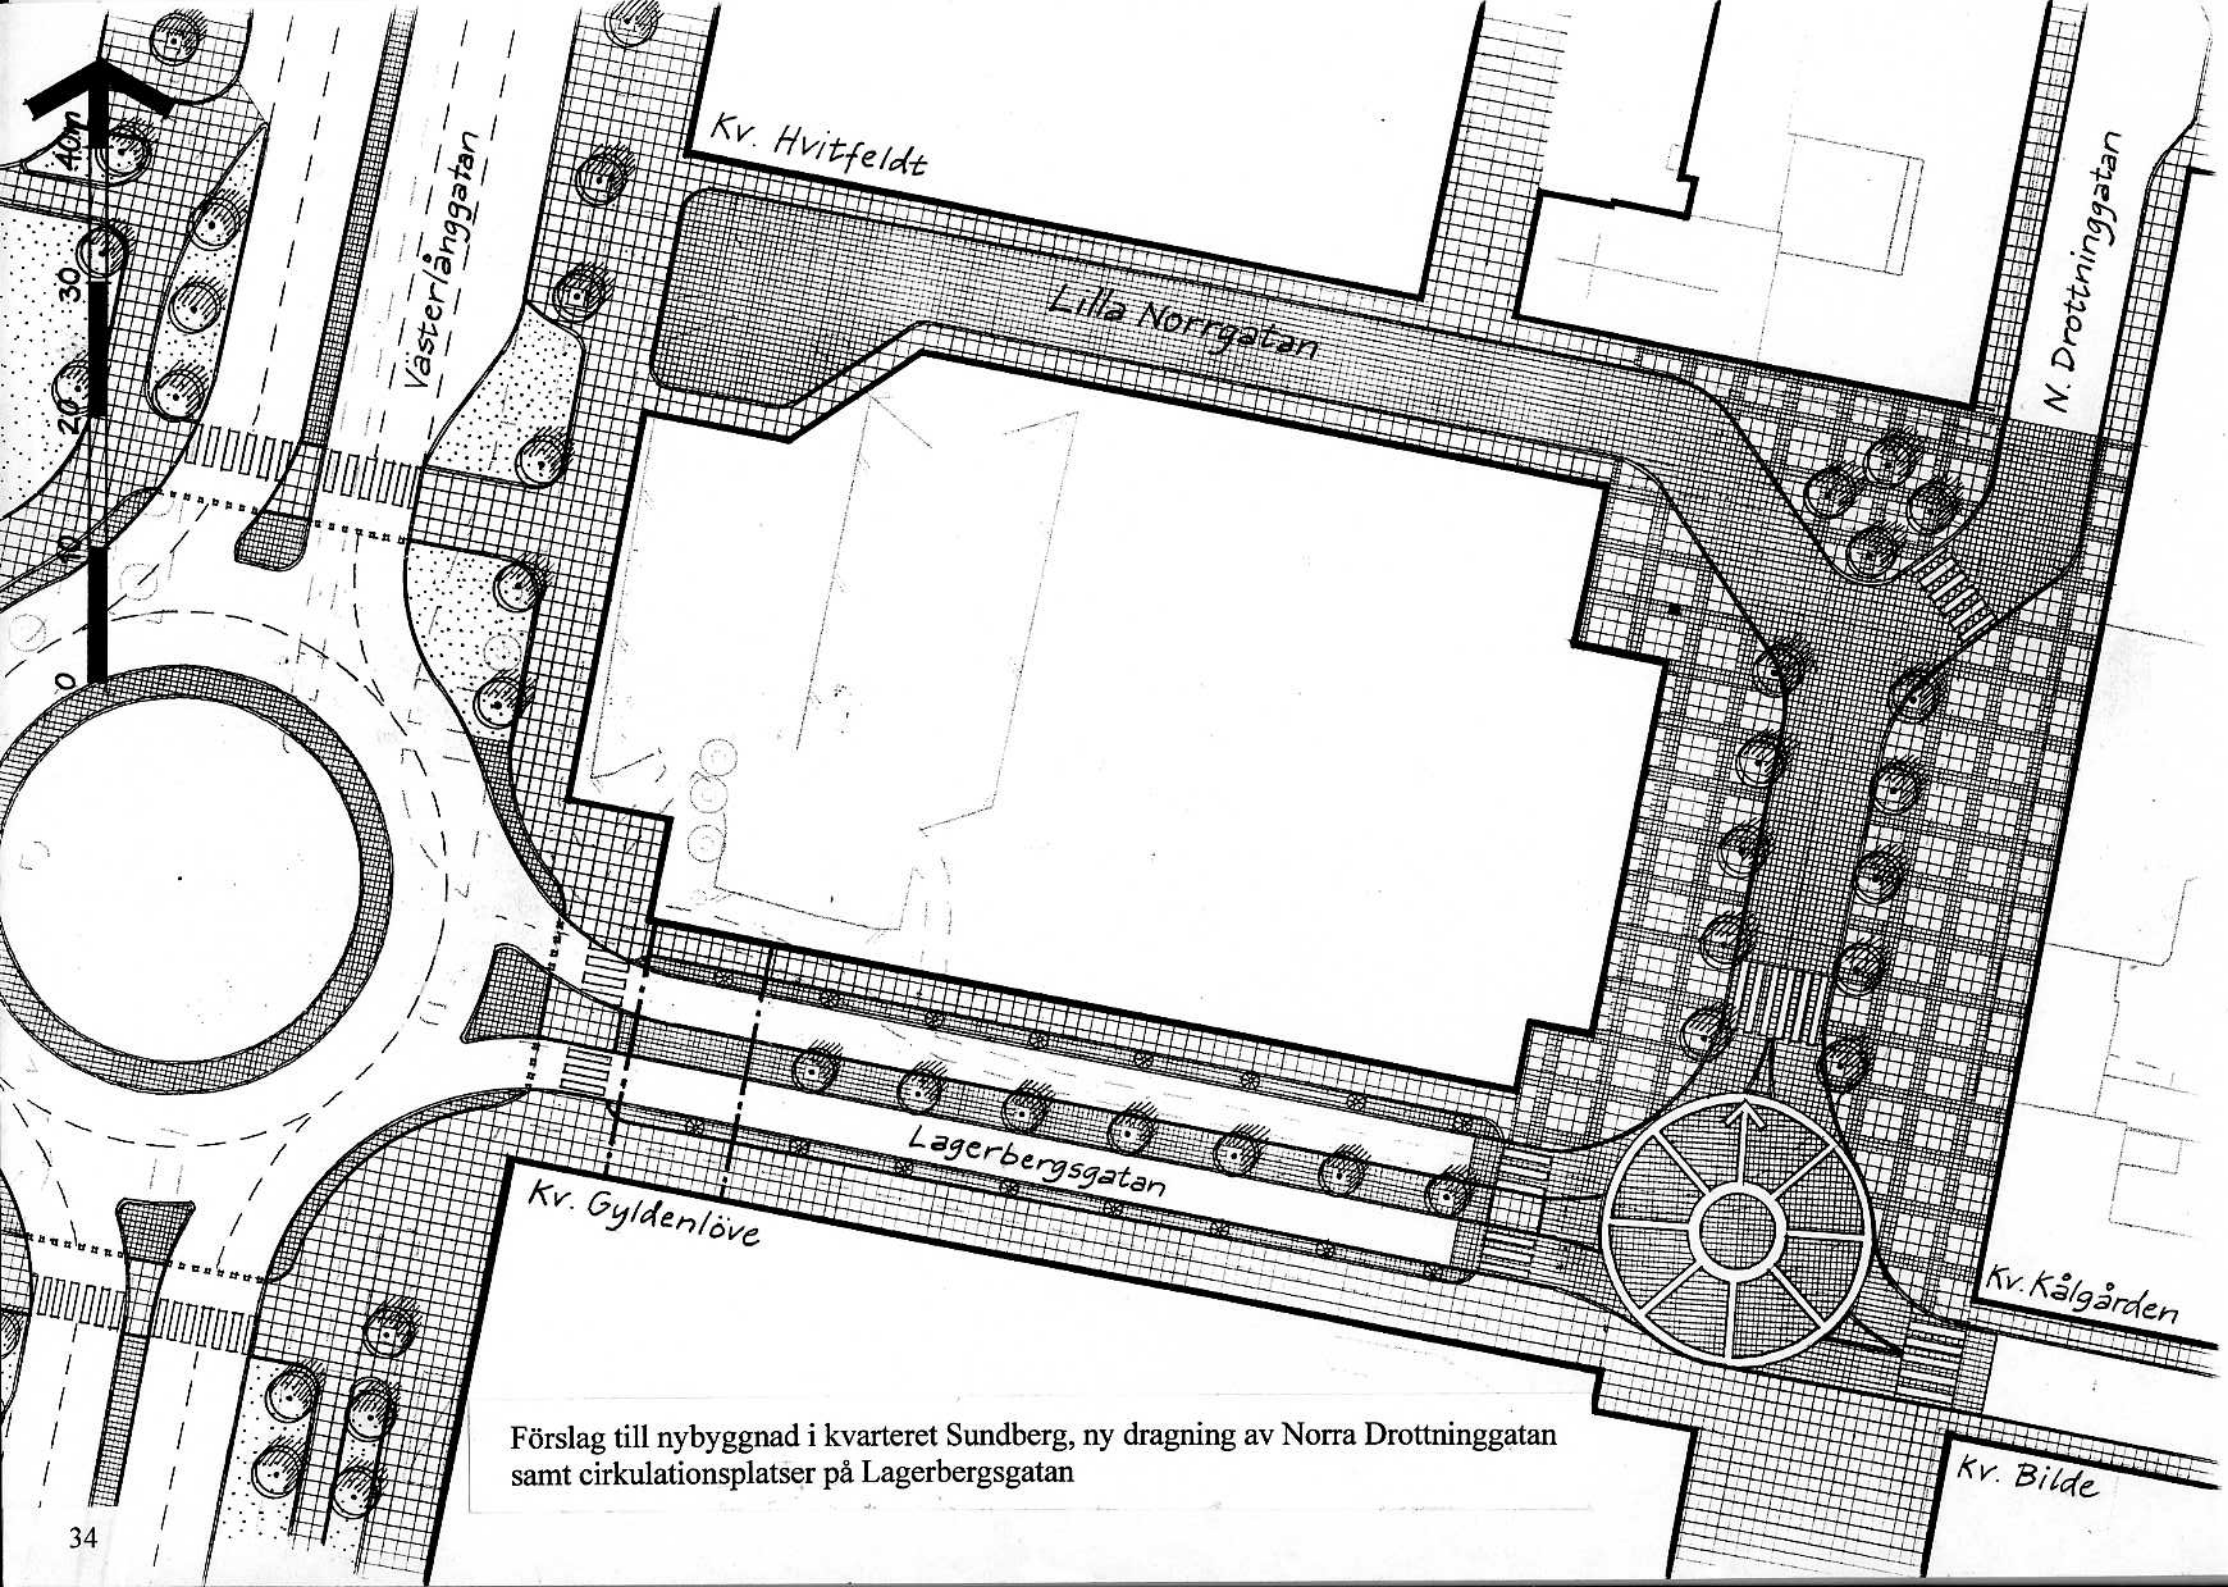 40m
30
20
10
0
Västerlånggatan
Kv. Hvitfeldt
Lilla Norrgatan
N. Drottninggatan
Lagerbergsgatan
Kv. Gyldenlöve
Kv. Kålgården
Kv. Bilde
Förslag till nybyggnad i kvarteret Sundberg, ny dragning av Norra Drottninggatan
samt cirkulationsplatser på Lagerbergsgatan
34